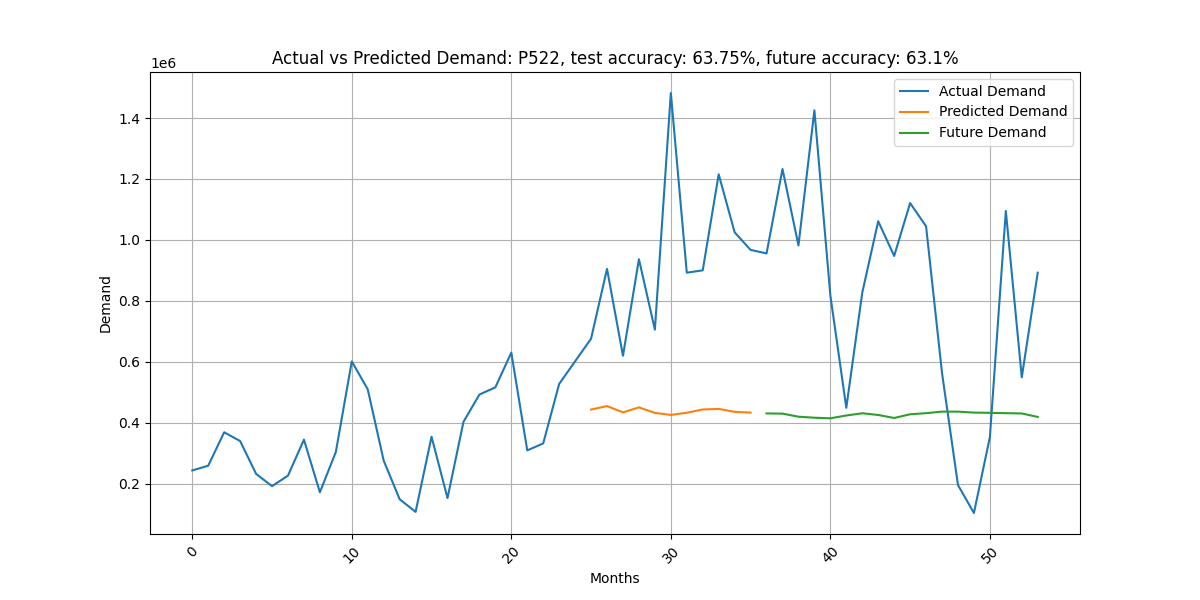 Actual vs Predicted Demand: P522, test accuracy: 63.75%, future accuracy: 63.1%
1e6
Actual Demand
Predicted Demand
Future Demand
1.4
1.2
1.0
0.8
0.6
0.4
0.2
Demand
0
10
20
30
40
50
Months